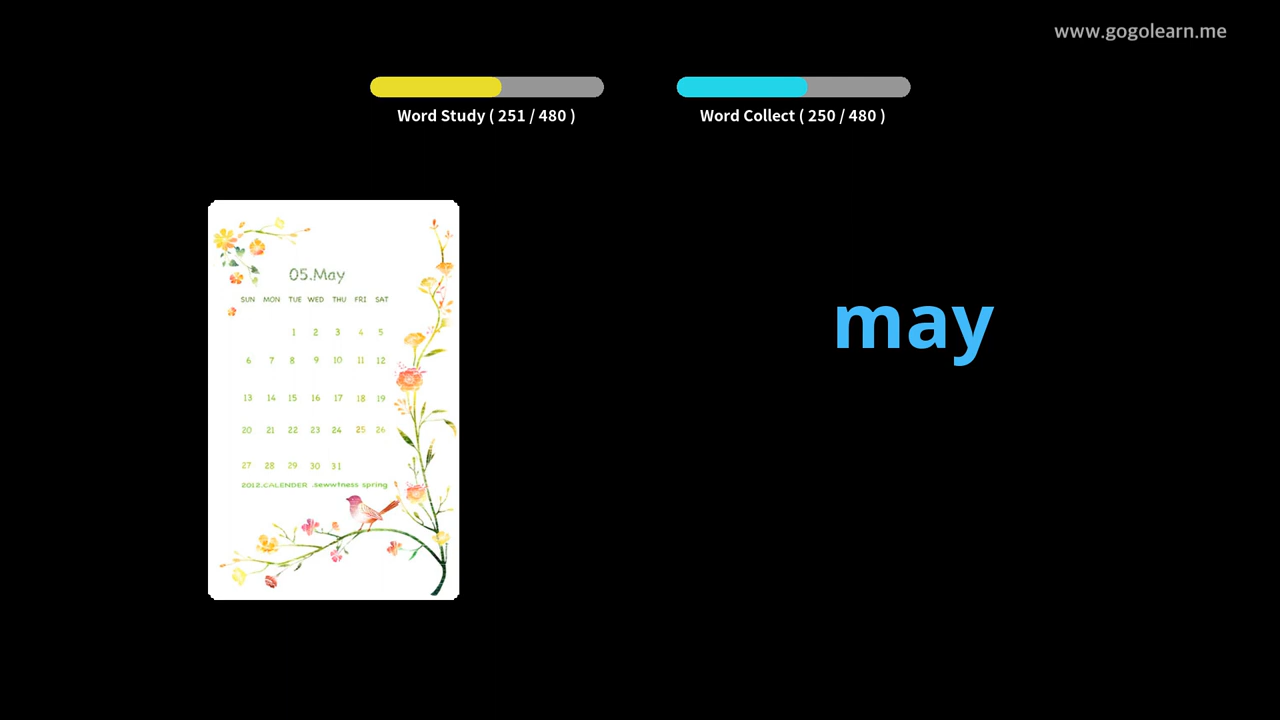 www.gogolearn.me
Word Study ( 251 / 480 )
Word Collect ( 250 / 480 )
05.May
SUN MON TUE WED THU FRI SAT
1 2 3 4 5
6 7 8 9 10 11 12
13 14 15 16 17 18 19
20 21 22 23 24 25 26
27 28 29 30 31
2012.CALENDER .sewwtness spring
may